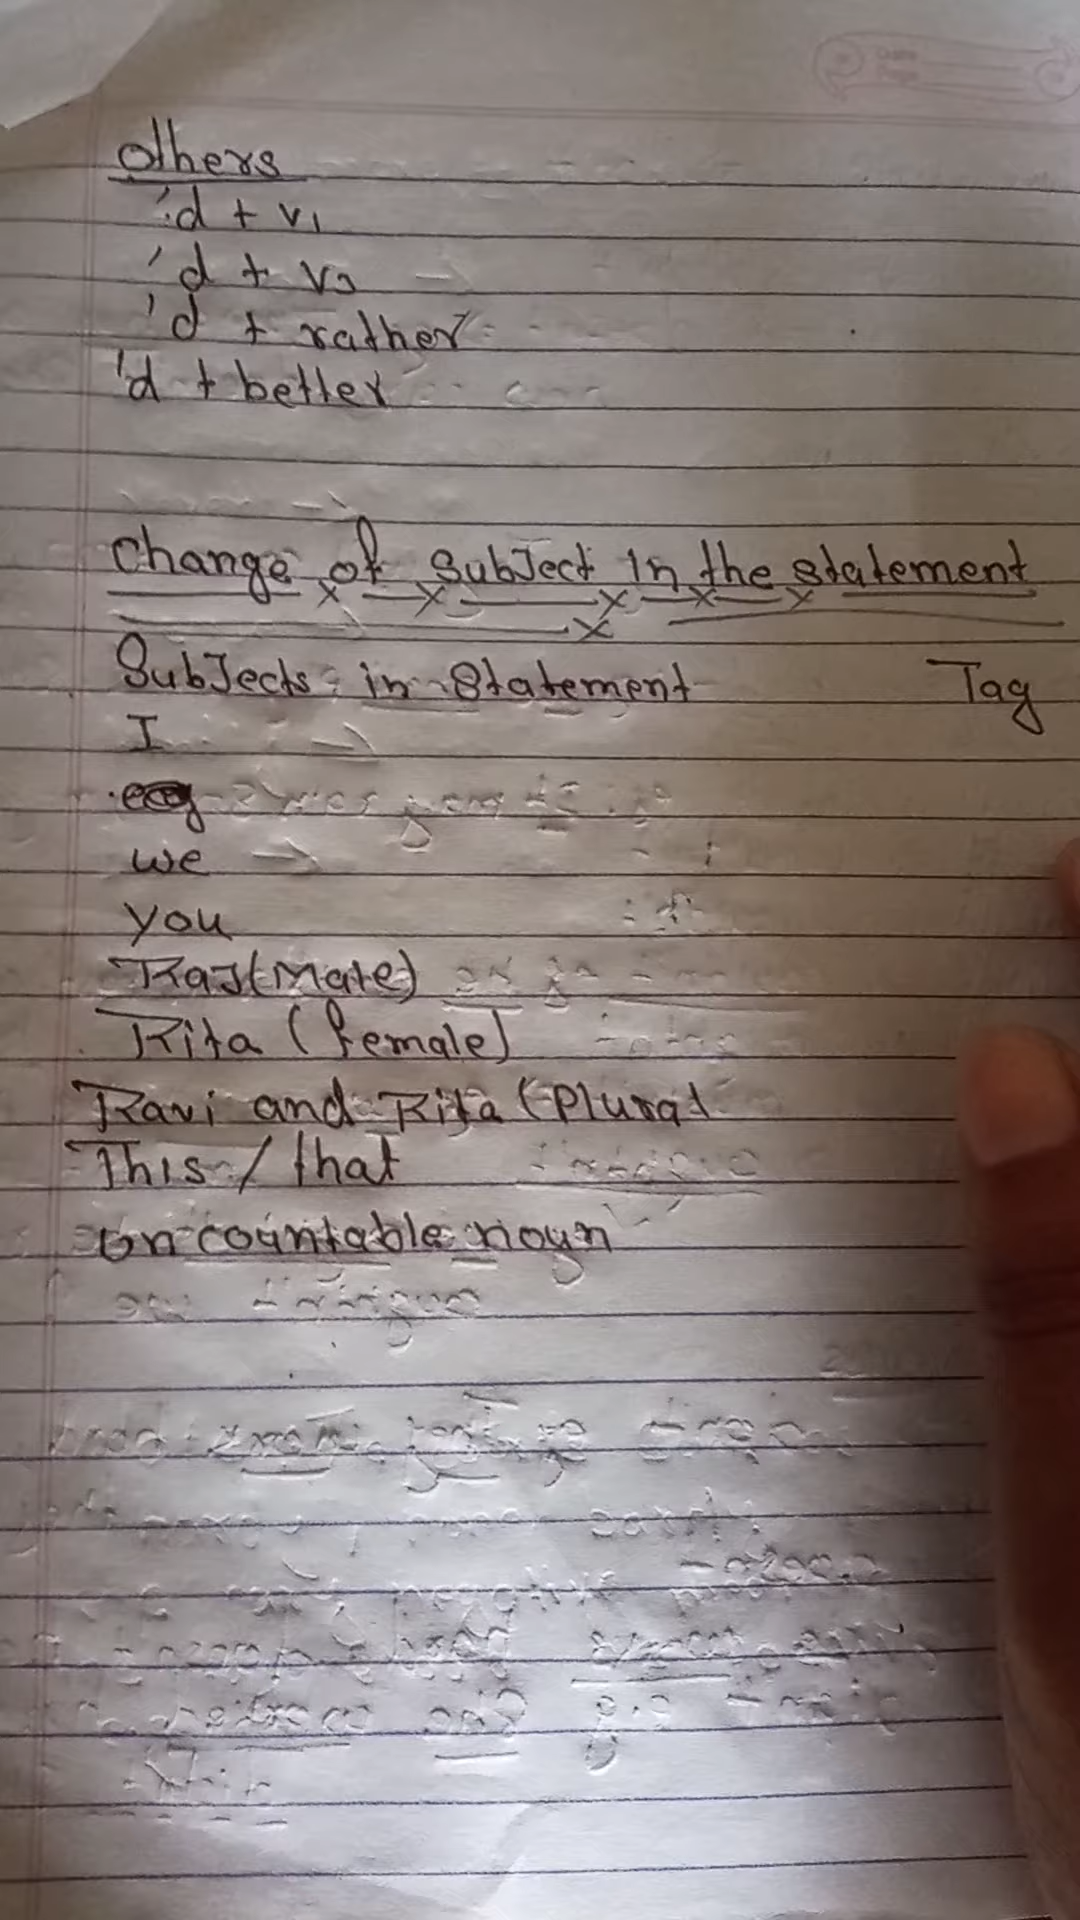 others
'd + v1
'd + v3
'd + rather
'd + better
Change of Subject in the statement
Subjects in Statement Tag
I
we
you
Raj (Male)
Rita (female)
Ravi and Rita (Plural
This / that
Uncountable noun